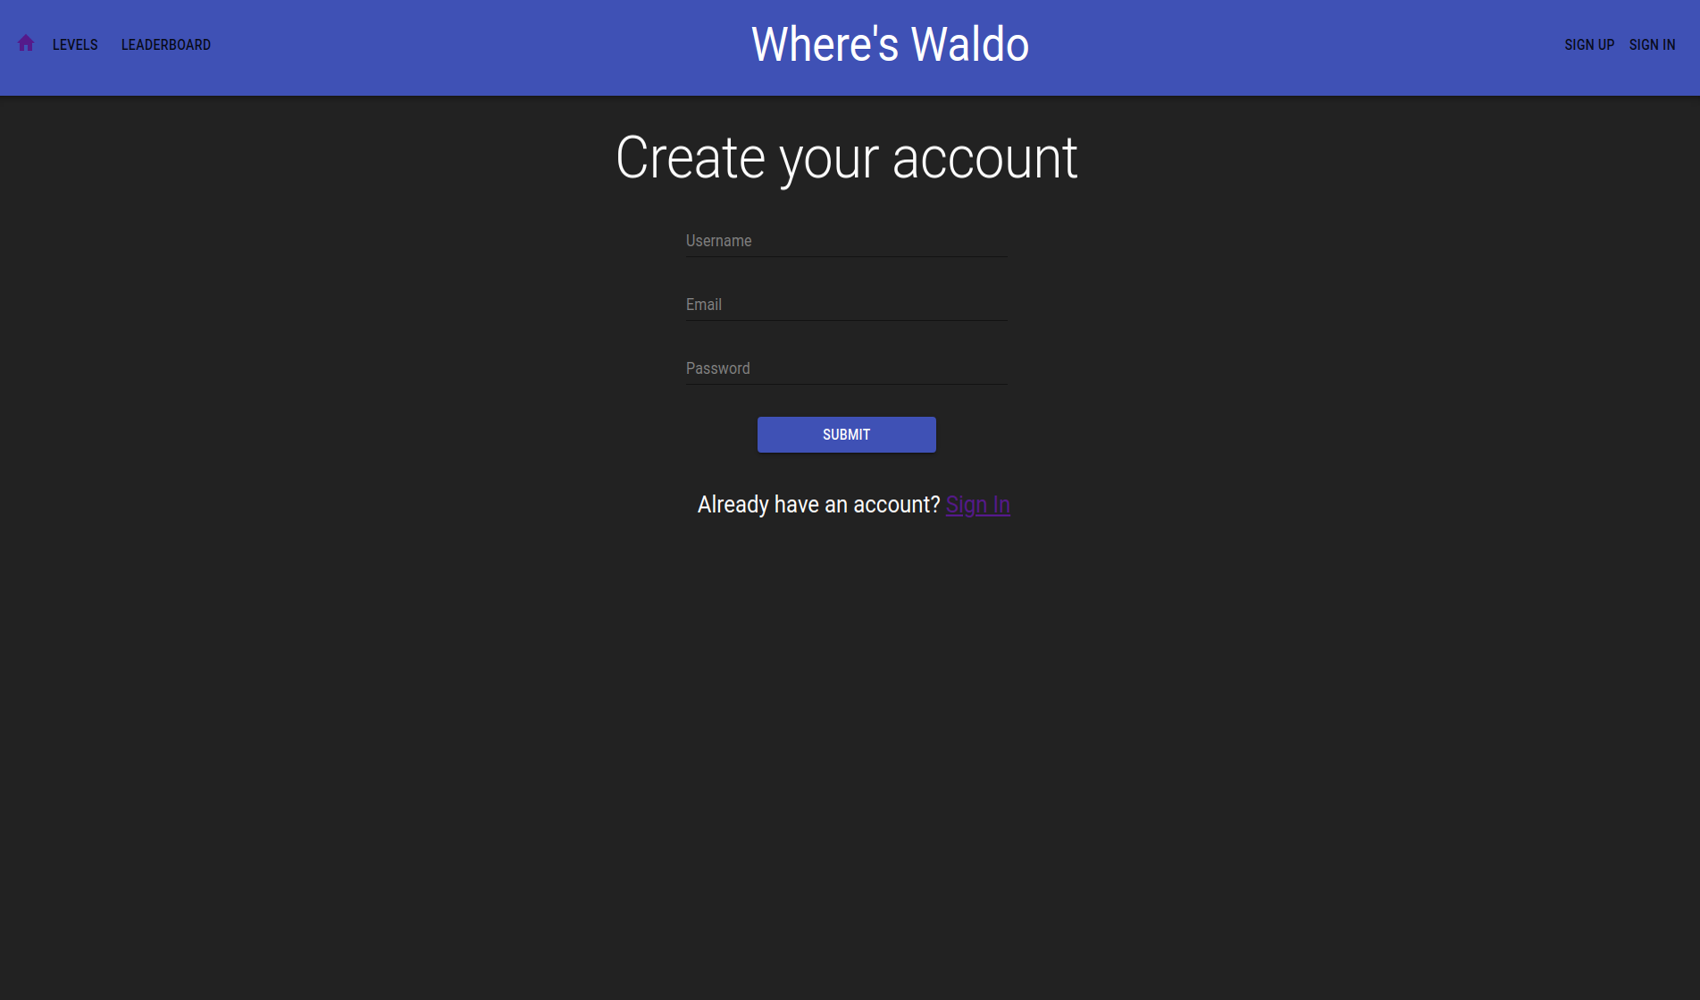 LEVELS LEADERBOARD Where's Waldo SIGN UP SIGN IN
Create your account
Username
Email
Password
SUBMIT
Already have an account? Sign In